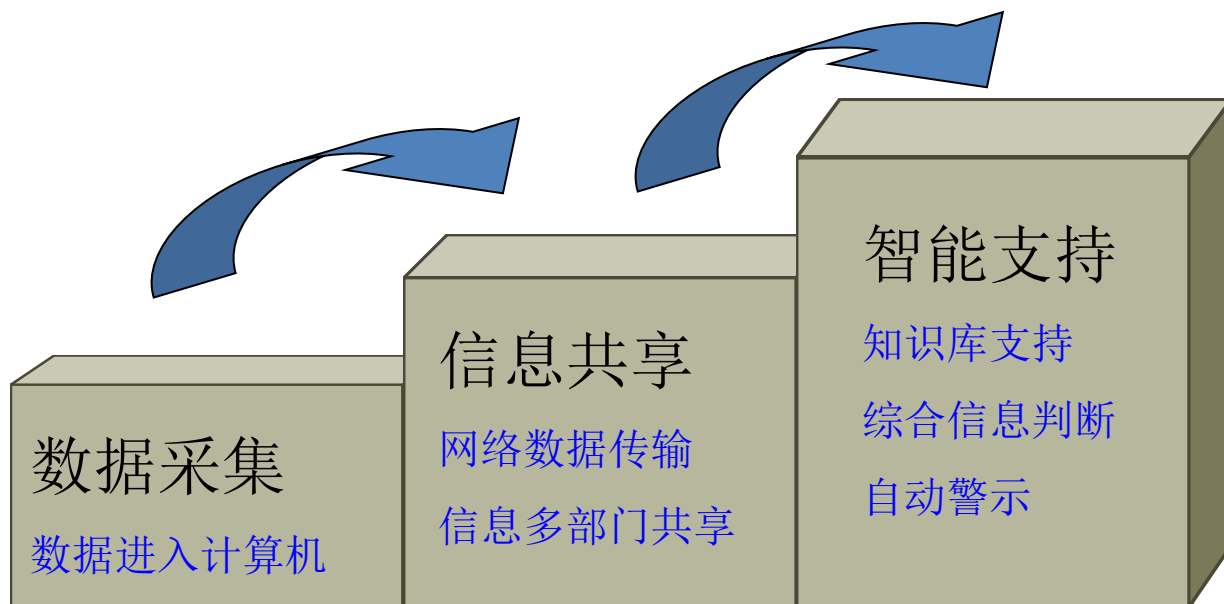 数据采集
数据进入计算机
信息共享
网络数据传输
信息多部门共享
智能支持
知识库支持
综合信息判断
自动警示